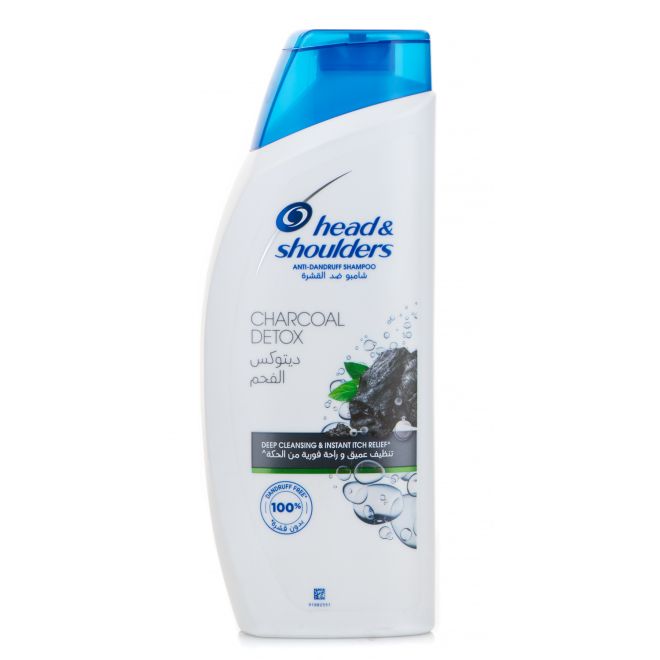 head &
shoulders
ANTI-DANDRUFF SHAMPOO
شامبو ضد القشرة
CHARCOAL
DETOX
ديتوكس
الفحم
DEEP CLEANSING & INSTANT ITCH RELIEF^
تنظيف عميق و راحة فورية من الحكة^
DANDRUFF FREE*
100%
بدون قشرة*
91882551